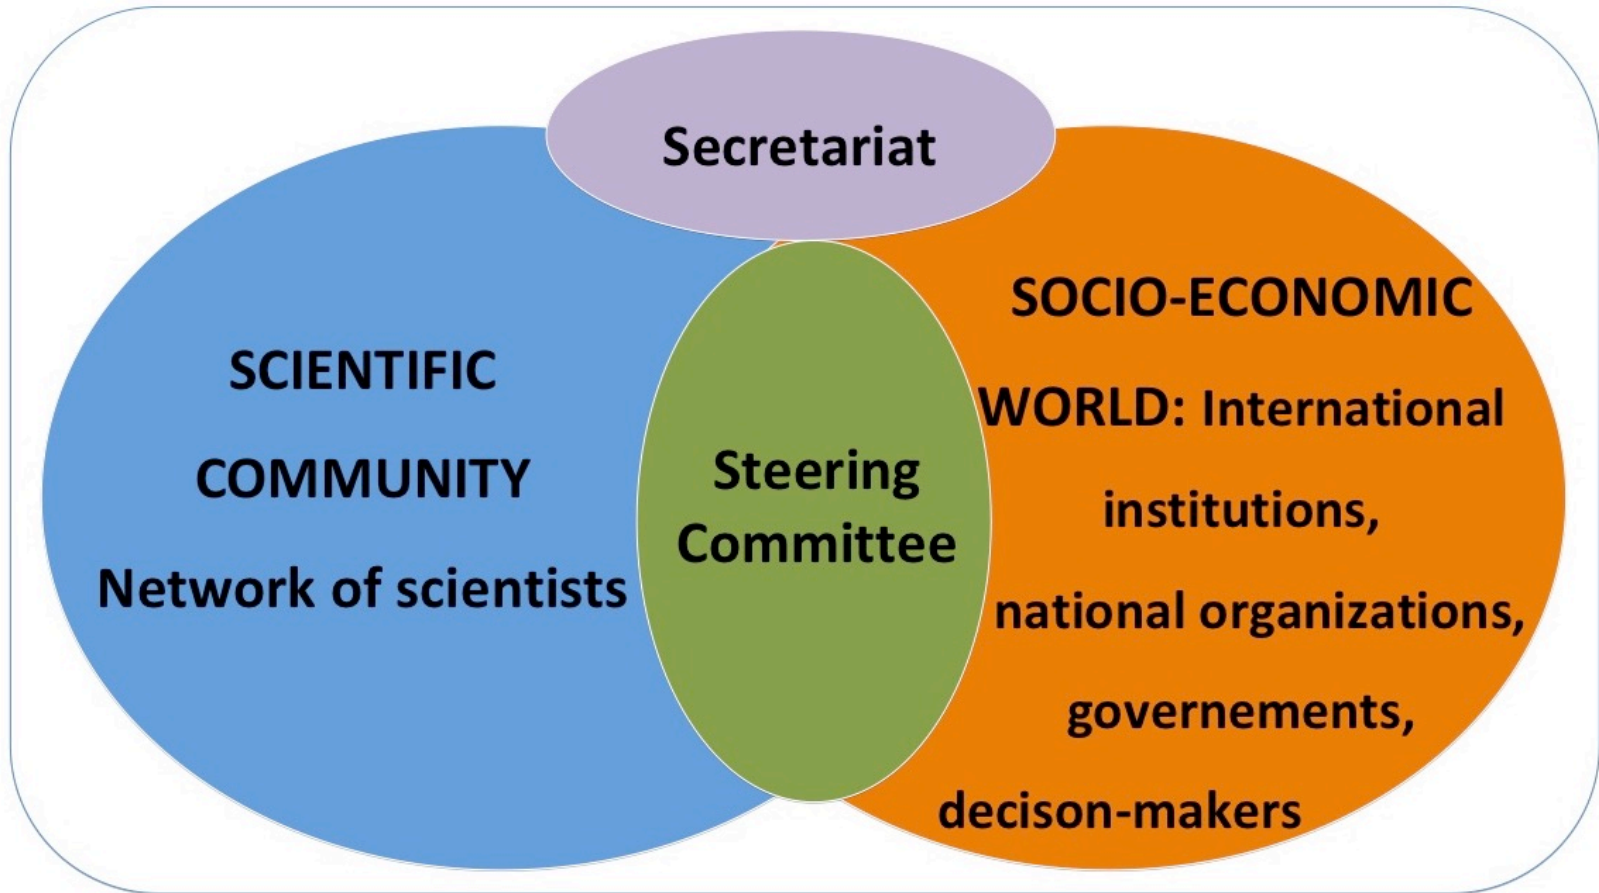 Secretariat
SCIENTIFIC
COMMUNITY
Network of scientists
Steering
Committee
SOCIO-ECONOMIC
WORLD: International
institutions,
national organizations,
governements,
decison-makers